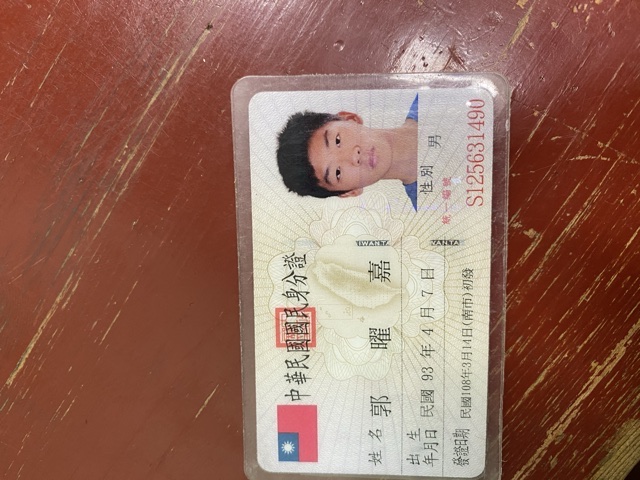 中華民國國民身分證
姓名 郭曜嘉
出生年月日 民國 93 年 4 月 7 日
性別 男
發證日期 民國108年3月14日(南市)初發
統一編號
S125631490